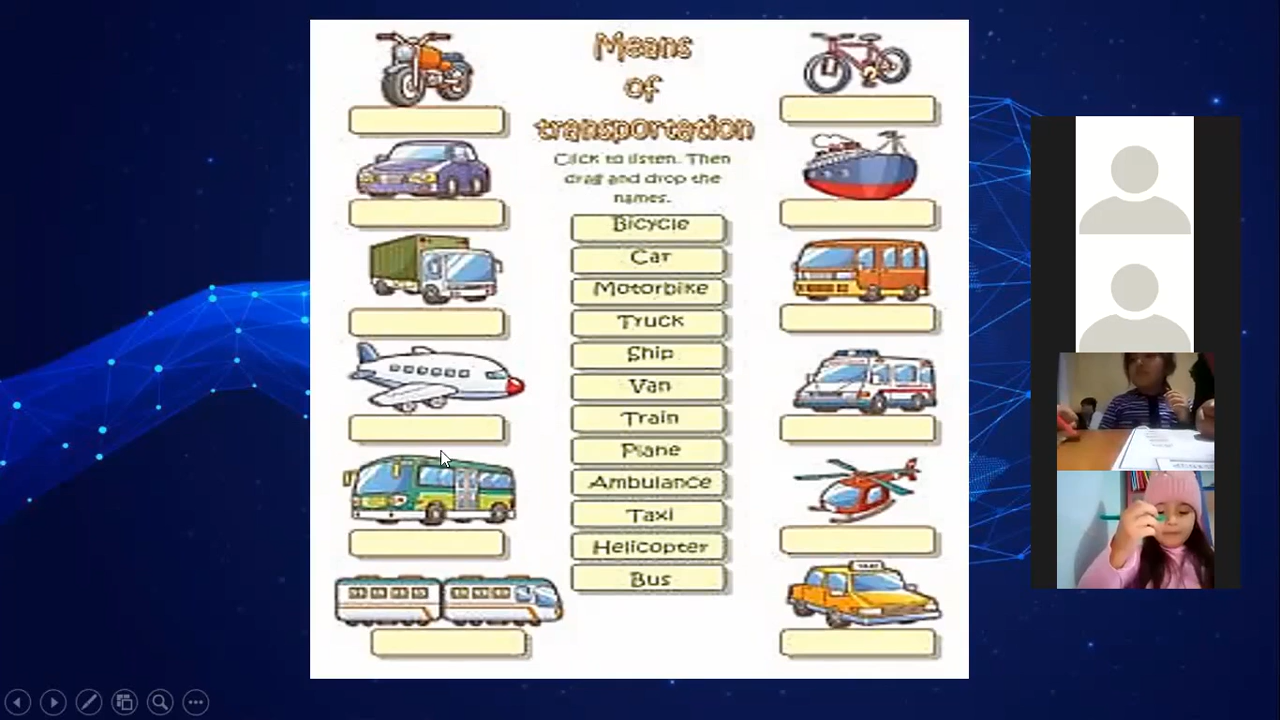 Means
of
transportation
Click to listen. Then
drag and drop the
names.
Bicycle
Car
Motorbike
Truck
Ship
Van
Train
Plane
Ambulance
Taxi
Helicopter
Bus
TAXI